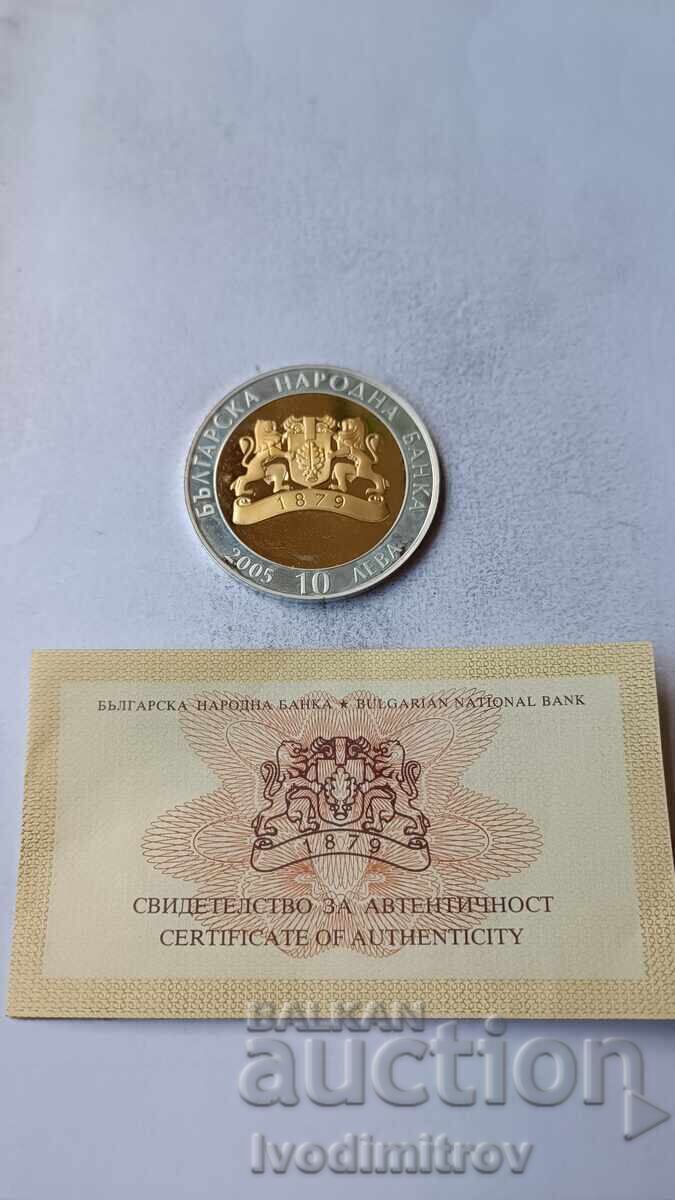 БЪЛГАРСКА НАРОДНА БАНКА
1879
2005 10 ЛЕВА
БЪЛГАРСКА НАРОДНА БАНКА ★ BULGARIAN NATIONAL BANK
1879
СВИДЕТЕЛСТВО ЗА АВТЕНТИЧНОСТ
CERTIFICATE OF AUTHENTICITY
BALKAN
auction
Ivodimitrov